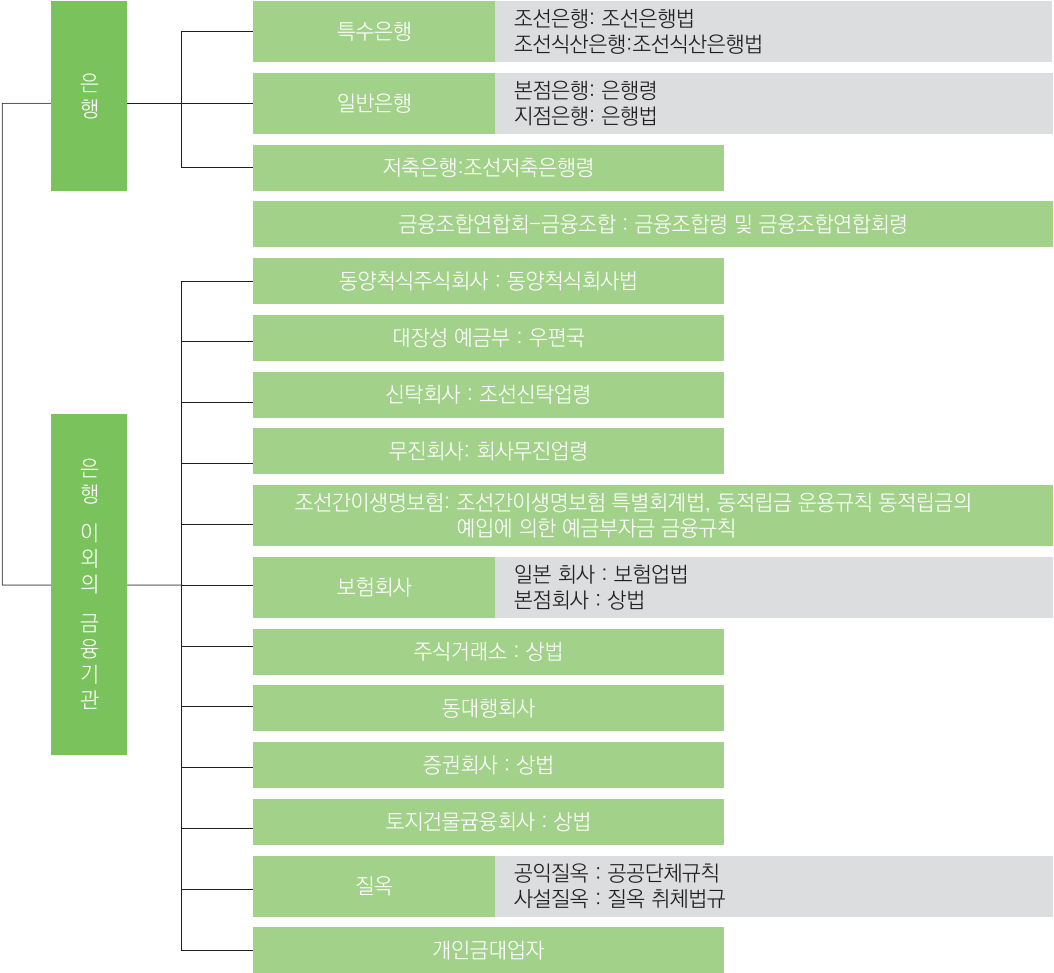 은행
특수은행
조선은행: 조선은행법
조선식산은행:조선식산은행법
일반은행
본점은행: 은행령
지점은행: 은행법
저축은행:조선저축은행령
금융조합연합회-금융조합 : 금융조합령 및 금융조합연합회령
은행 이외의 금융기관
동양척식주식회사 : 동양척식회사법
대장성 예금부 : 우편국
신탁회사 : 조선신탁업령
무진회사: 회사무진업령
조선간이생명보험: 조선간이생명보험 특별회계법, 동적립금 운용규칙 동적립금의
예입에 의한 예금부자금 금융규칙
보험회사
일본 회사 : 보험업법
본점회사 : 상법
주식거래소 : 상법
동대행회사
증권회사 : 상법
토지건물귬융회사 : 상법
질옥
공익질옥 : 공공단체규칙
사설질옥 : 질옥 취체법규
개인금대업자